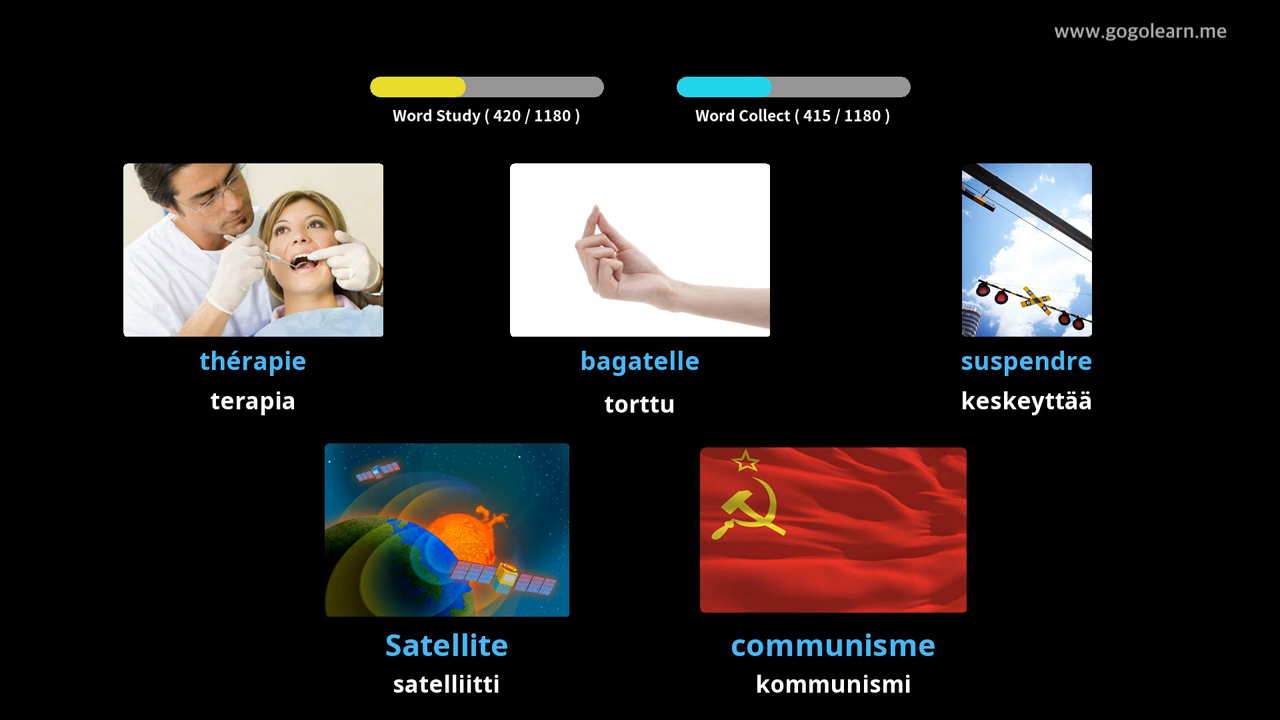 www.gogolearn.me
Word Study ( 420 / 1180 )
Word Collect ( 415 / 1180 )
thérapie
terapia
bagatelle
torttu
suspendre
keskeyttää
Satellite
satelliitti
communisme
kommunismi